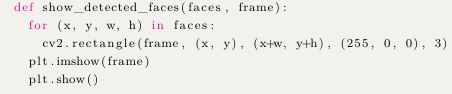 def show_detected_faces(faces, frame):
  for (x, y, w, h) in faces:
    cv2.rectangle(frame, (x, y), (x+w, y+h), (255, 0, 0), 3)
  plt.imshow(frame)
  plt.show()